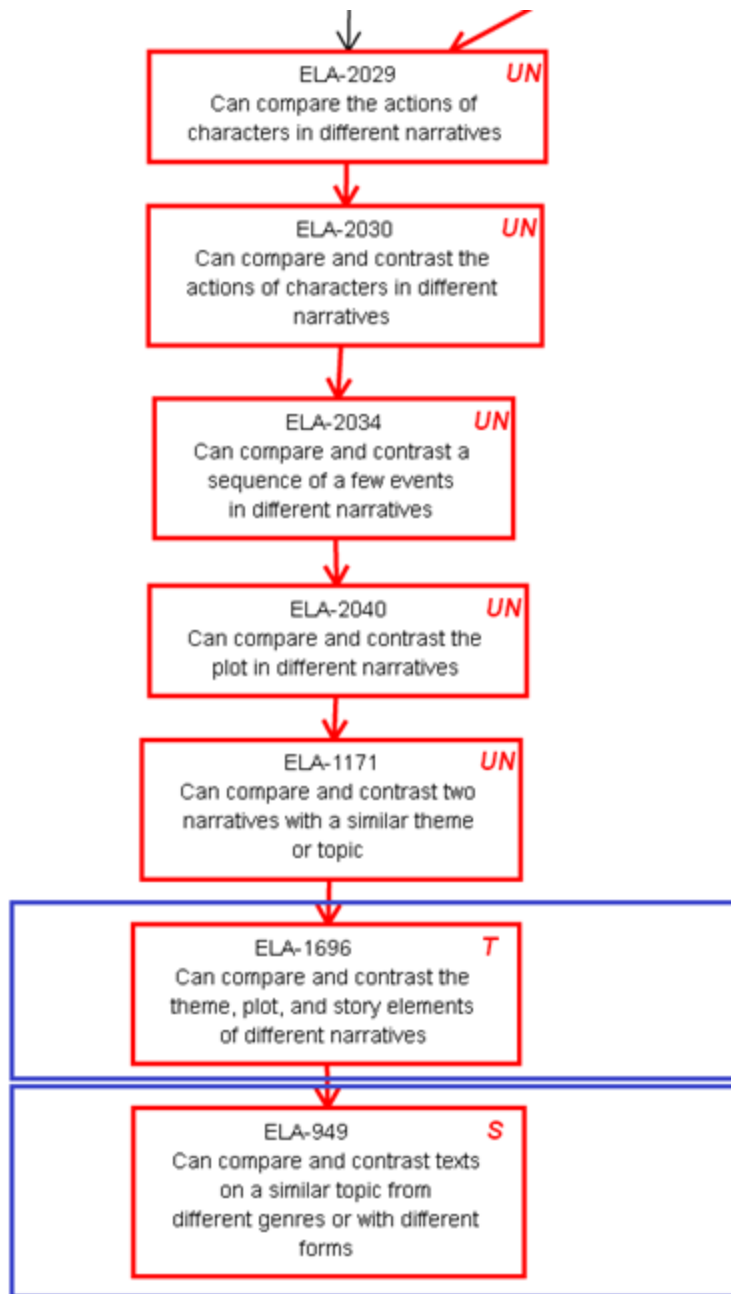 ELA-2029 UN
Can compare the actions of
characters in different narratives
ELA-2030 UN
Can compare and contrast the
actions of characters in different
narratives
ELA-2034 UN
Can compare and contrast a
sequence of a few events
in different narratives
ELA-2040 UN
Can compare and contrast the
plot in different narratives
ELA-1171 UN
Can compare and contrast two
narratives with a similar theme
or topic
ELA-1696 T
Can compare and contrast the
theme, plot, and story elements
of different narratives
ELA-949 S
Can compare and contrast texts
on a similar topic from
different genres or with different
forms